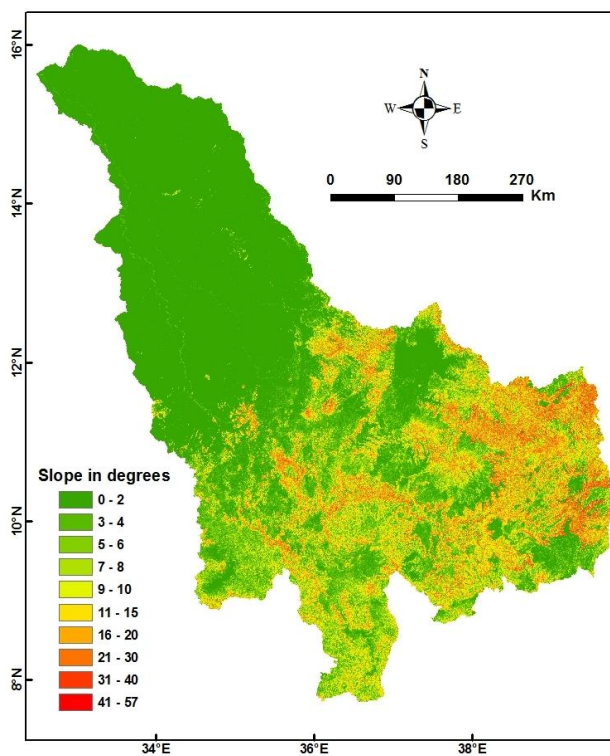 16°N
14°N
12°N
10°N
8°N
N
W E
S
0 90 180 270
Km
Slope in degrees
0 - 2
3 - 4
5 - 6
7 - 8
9 - 10
11 - 15
16 - 20
21 - 30
31 - 40
41 - 57
34°E 36°E 38°E